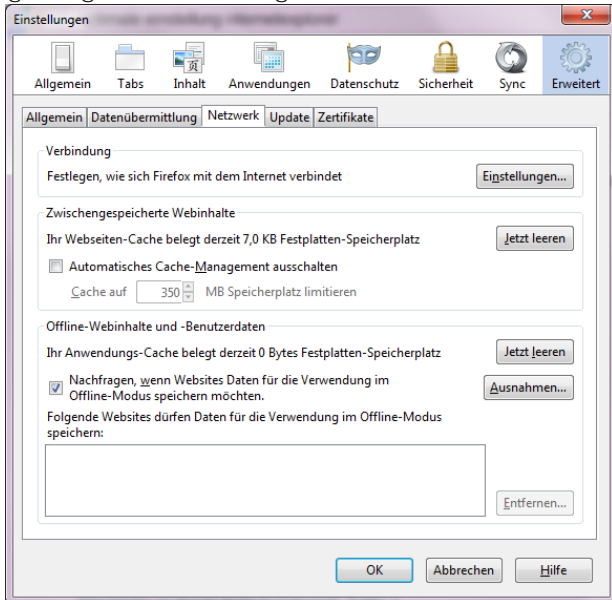 Einstellungen
Allgemein Tabs Inhalt Anwendungen Datenschutz Sicherheit Sync Erweitert
Allgemein Datenübermittlung Netzwerk Update Zertifikate
Verbindung
Festlegen, wie sich Firefox mit dem Internet verbindet Einstellungen...
Zwischengespeicherte Webinhalte
Ihr Webseiten-Cache belegt derzeit 7,0 KB Festplatten-Speicherplatz Jetzt leeren
Automatisches Cache-Management ausschalten
Cache auf 350 MB Speicherplatz limitieren
Offline-Webinhalte und -Benutzerdaten
Ihr Anwendungs-Cache belegt derzeit 0 Bytes Festplatten-Speicherplatz Jetzt leeren
Nachfragen, wenn Websites Daten für die Verwendung im
Offline-Modus speichern möchten. Ausnahmen...
Folgende Websites dürfen Daten für die Verwendung im Offline-Modus
speichern:
Entfernen...
OK Abbrechen Hilfe